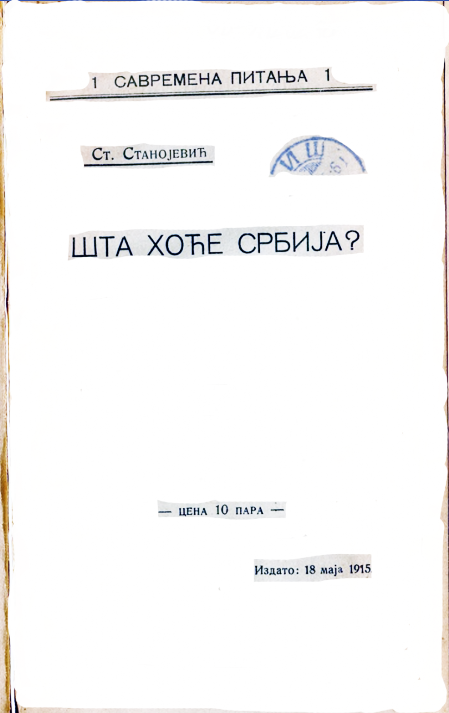 1 САВРЕМЕНА ПИТАЊА 1
Ст. Станојевић
ШТА ХОЋЕ СРБИЈА?
— ЦЕНА 10 ПАРА —
Издато: 18 маја 1915